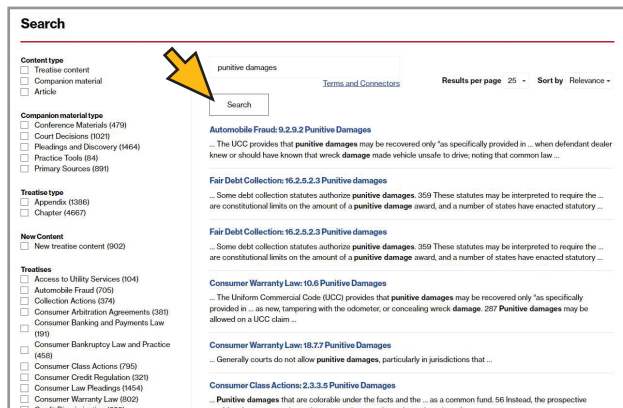 Search
Content type
Treatise content
Companion material
Article
Companion material type
Conference Materials (479)
Court Decisions (1021)
Pleadings and Discovery (1464)
Practice Tools (84)
Primary Sources (891)
Treatise type
Appendix (1386)
Chapter (4667)
New Content
New treatise content (902)
Treatises
Access to Utility Services (104)
Automobile Fraud (705)
Collection Actions (374)
Consumer Arbitration Agreements (381)
Consumer Banking and Payments Law
(191)
Consumer Bankruptcy Law and Practice
(458)
Consumer Class Actions (795)
Consumer Credit Regulation (321)
Consumer Law Pleadings (1454)
Consumer Warranty Law (802)
punitive damages
Terms and Connectors
Results per page 25
Sort by Relevance
Search
Automobile Fraud: 9.2.9.2 Punitive Damages
... The UCC provides that punitive damages may be recovered only "as specifically provided in ... when defendant dealer
knew or should have known that wreck damage made vehicle unsafe to drive; noting that common law ...
Fair Debt Collection: 16.2.5.2.3 Punitive damages
... Some debt collection statutes authorize punitive damages. 359 These statutes may be interpreted to require the ...
are constitutional limits on the amount of a punitive damage award, and a number of states have enacted statutory ...
Fair Debt Collection: 16.2.5.2.3 Punitive damages
... Some debt collection statutes authorize punitive damages. 359 These statutes may be interpreted to require the ...
are constitutional limits on the amount of a punitive damage award, and a number of states have enacted statutory ...
Consumer Warranty Law: 10.6 Punitive Damages
... The Uniform Commercial Code (UCC) provides that punitive damages may be recovered only "as specifically
provided in ... as new, tampering with the odometer, or concealing wreck damage. 287 Punitive Damages may be
allowed on a UCC claim ...
Consumer Warranty Law: 18.7.7 Punitive Damages
... Generally courts do not allow punitive damages, particularly in jurisdictions that ...
Consumer Class Actions: 2.3.3.5 Punitive Damages
... Punitive Damages that are colorable under the facts and the ... as a common fund. 56 Instead, the prospective